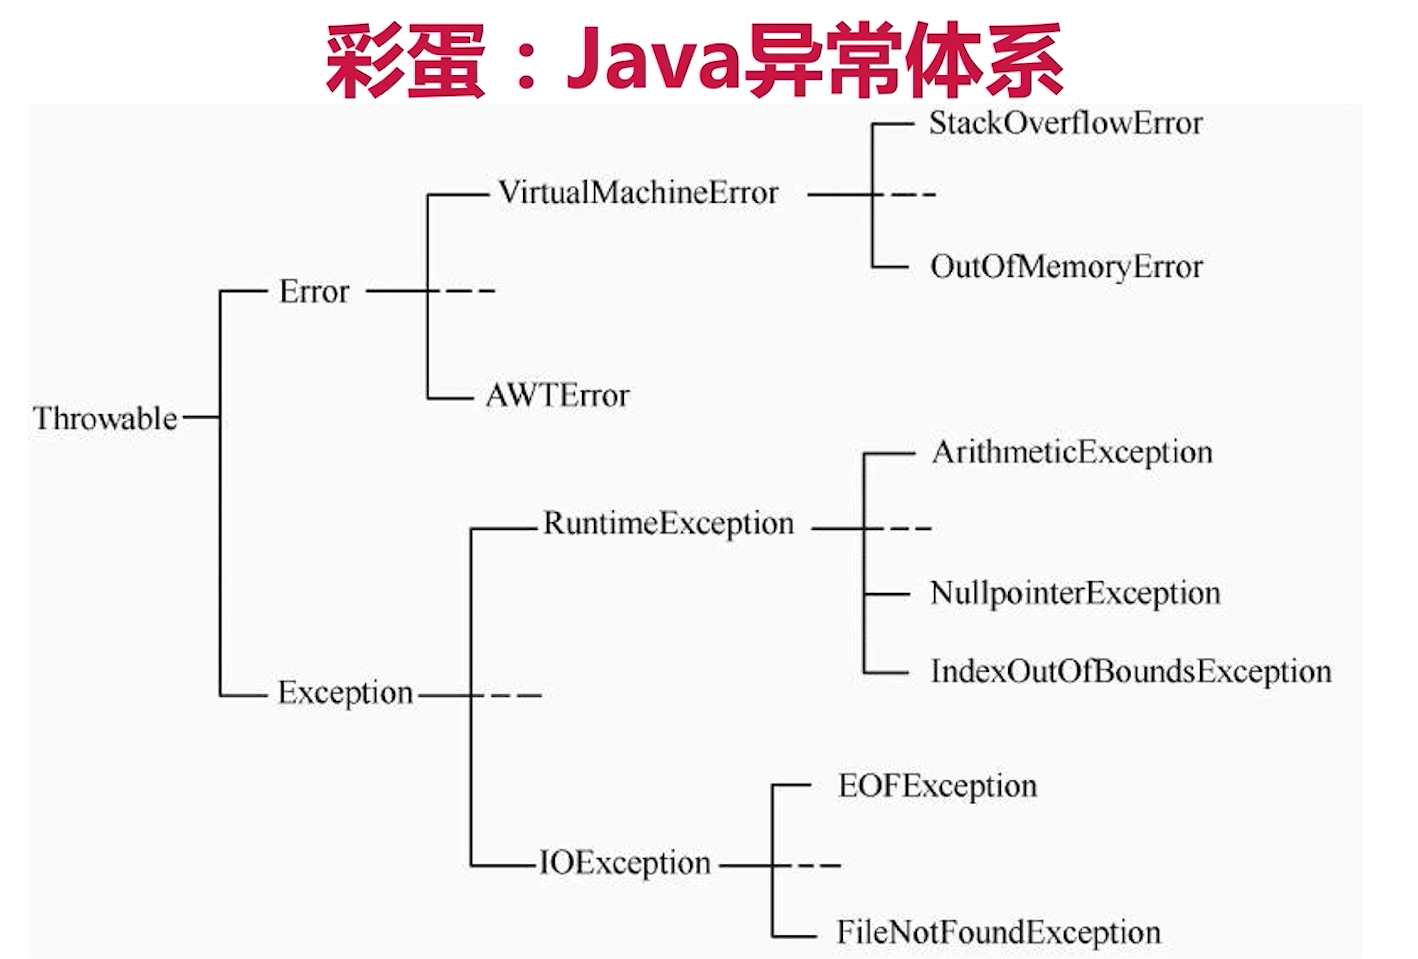 彩蛋：Java异常体系
StackOverflowError
VirtualMachineError
OutOfMemoryError
Error
AWTError
Throwable
ArithmeticException
RuntimeException
NullpointerException
IndexOutOfBoundsException
Exception
EOFException
IOException
FileNotFoundException